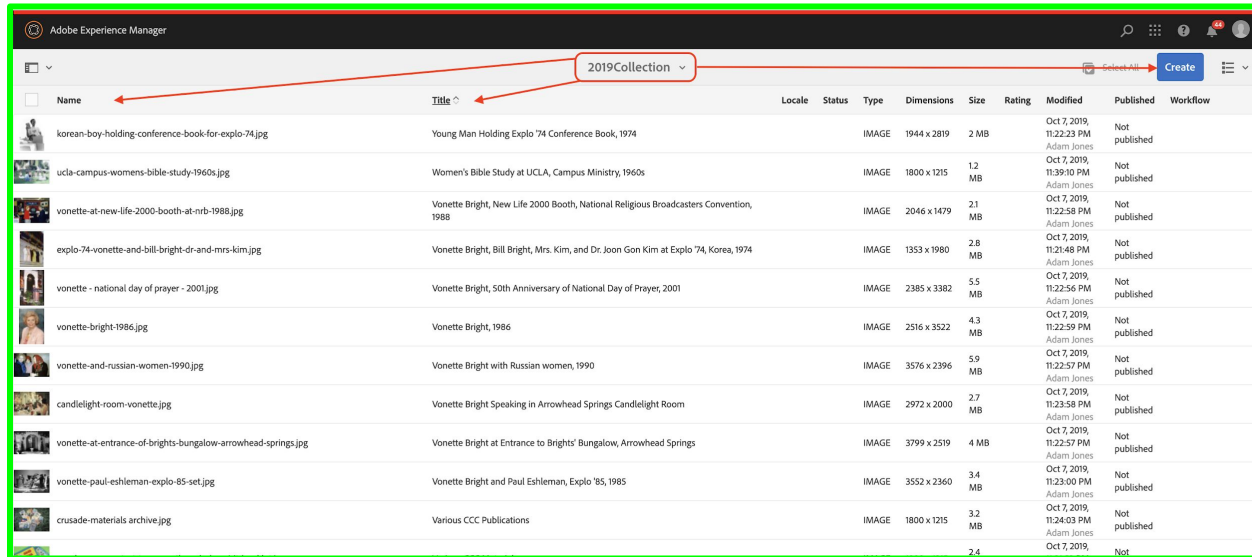 Adobe Experience Manager
44
2019Collection
Select All
Create
Name Title Locale Status Type Dimensions Size Rating Modified Published Workflow
korean-boy-holding-conference-book-for-explo-74.jpg Young Man Holding Explo '74 Conference Book, 1974 IMAGE 1944 x 2819 2 MB Oct 7, 2019, 11:22:23 PM Adam Jones Not published
ucla-campus-womens-bible-study-1960s.jpg Women's Bible Study at UCLA, Campus Ministry, 1960s IMAGE 1800 x 1215 1.2 MB Oct 7, 2019, 11:39:10 PM Adam Jones Not published
vonette-at-new-life-2000-booth-at-nrb-1988.jpg Vonette Bright, New Life 2000 Booth, National Religious Broadcasters Convention, 1988 IMAGE 2046 x 1479 2.1 MB Oct 7, 2019, 11:22:58 PM Adam Jones Not published
explo-74-vonette-and-bill-bright-dr-and-mrs-kim.jpg Vonette Bright, Bill Bright, Mrs. Kim, and Dr. Joon Gon Kim at Explo '74, Korea, 1974 IMAGE 1353 x 1980 2.8 MB Oct 7, 2019, 11:21:48 PM Adam Jones Not published
vonette - national day of prayer - 2001.jpg Vonette Bright, 50th Anniversary of National Day of Prayer, 2001 IMAGE 2385 x 3382 5.5 MB Oct 7, 2019, 11:22:56 PM Adam Jones Not published
vonette-bright-1986.jpg Vonette Bright, 1986 IMAGE 2516 x 3522 4.3 MB Oct 7, 2019, 11:22:59 PM Adam Jones Not published
vonette-and-russian-women-1990.jpg Vonette Bright with Russian women, 1990 IMAGE 3576 x 2396 5.9 MB Oct 7, 2019, 11:22:57 PM Adam Jones Not published
candlelight-room-vonette.jpg Vonette Bright Speaking in Arrowhead Springs Candlelight Room IMAGE 2972 x 2000 2.7 MB Oct 7, 2019, 11:23:58 PM Adam Jones Not published
vonette-at-entrance-of-brights-bungalow-arrowhead-springs.jpg Vonette Bright at Entrance to Brights' Bungalow, Arrowhead Springs IMAGE 3799 x 2519 4 MB Oct 7, 2019, 11:22:57 PM Adam Jones Not published
vonette-paul-eshleman-explo-85-set.jpg Vonette Bright and Paul Eshleman, Explo '85, 1985 IMAGE 3552 x 2360 3.4 MB Oct 7, 2019, 11:23:00 PM Adam Jones Not published
crusade-materials archive.jpg Various CCC Publications IMAGE 1800 x 1215 3.2 MB Oct 7, 2019, 11:24:03 PM Adam Jones Not published
2.4 Oct 7, 2019, Not